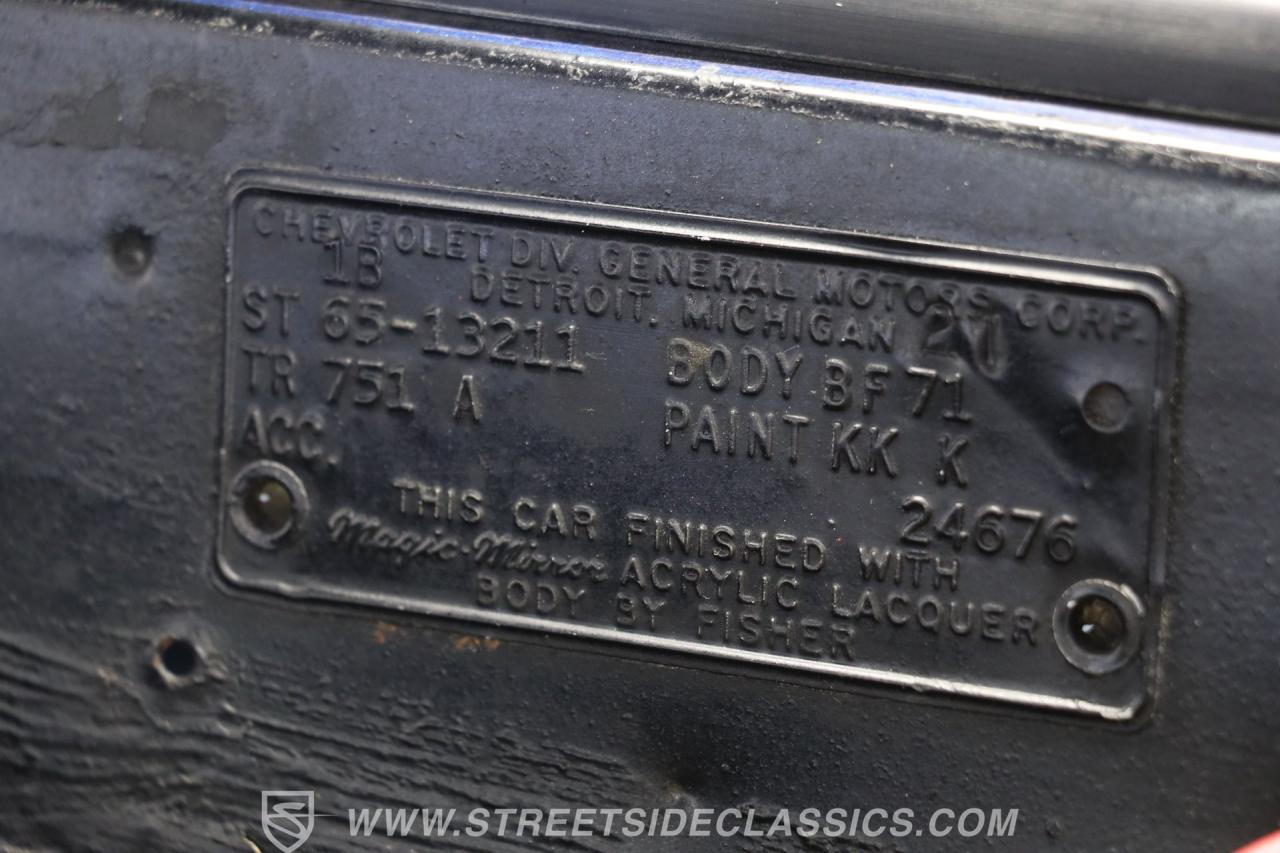 CHEVROLET DIV. GENERAL MOTORS CORP.
1B DETROIT, MICHIGAN
ST 65-13211 BODY BF 71
TR 751 A PAINT KK K
ACC. 24676
THIS CAR FINISHED WITH
Magic-Mirror ACRYLIC LACQUER
BODY BY FISHER
WWW.STREETSIDECLASSICS.COM